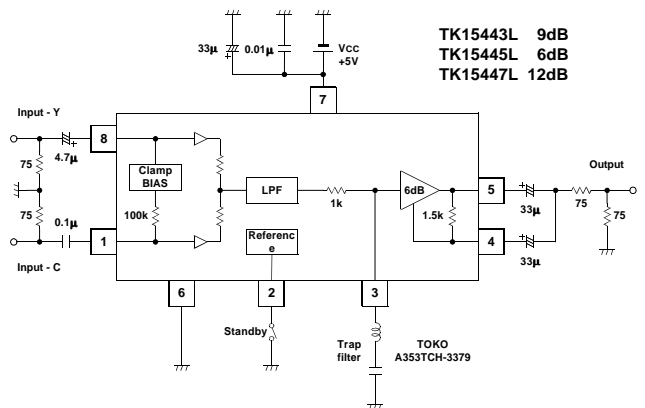 TK15443L 9dB
TK15445L 6dB
TK15447L 12dB
33μ
0.01μ
VCC
+5V
7
Input - Y
8
4.7μ
75
Clamp
BIAS
75
100k
0.1μ
1
Input - C
LPF
1k
6dB
1.5k
5
4
33μ
33μ
Output
75
75
Referenc
e
6
2
3
Standby
Trap
filter
TOKO
A353TCH-3379